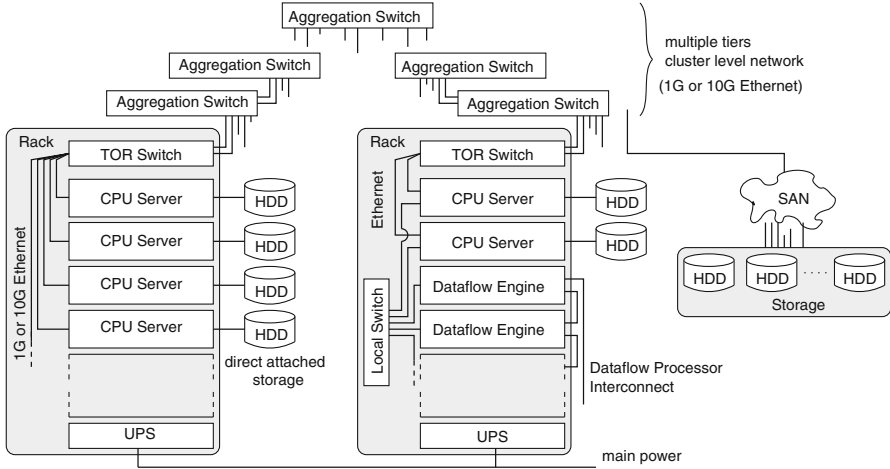 Aggregation Switch
multiple tiers
cluster level network
(1G or 10G Ethernet)
Aggregation Switch
Aggregation Switch
Aggregation Switch
Aggregation Switch
Rack
TOR Switch
CPU Server
HDD
CPU Server
HDD
CPU Server
HDD
CPU Server
HDD
1G or 10G Ethernet
direct attached
storage
UPS
Rack
TOR Switch
Ethernet
CPU Server
HDD
CPU Server
HDD
Dataflow Engine
Dataflow Engine
Local Switch
Dataflow Processor
Interconnect
UPS
main power
SAN
HDD
HDD
HDD
Storage